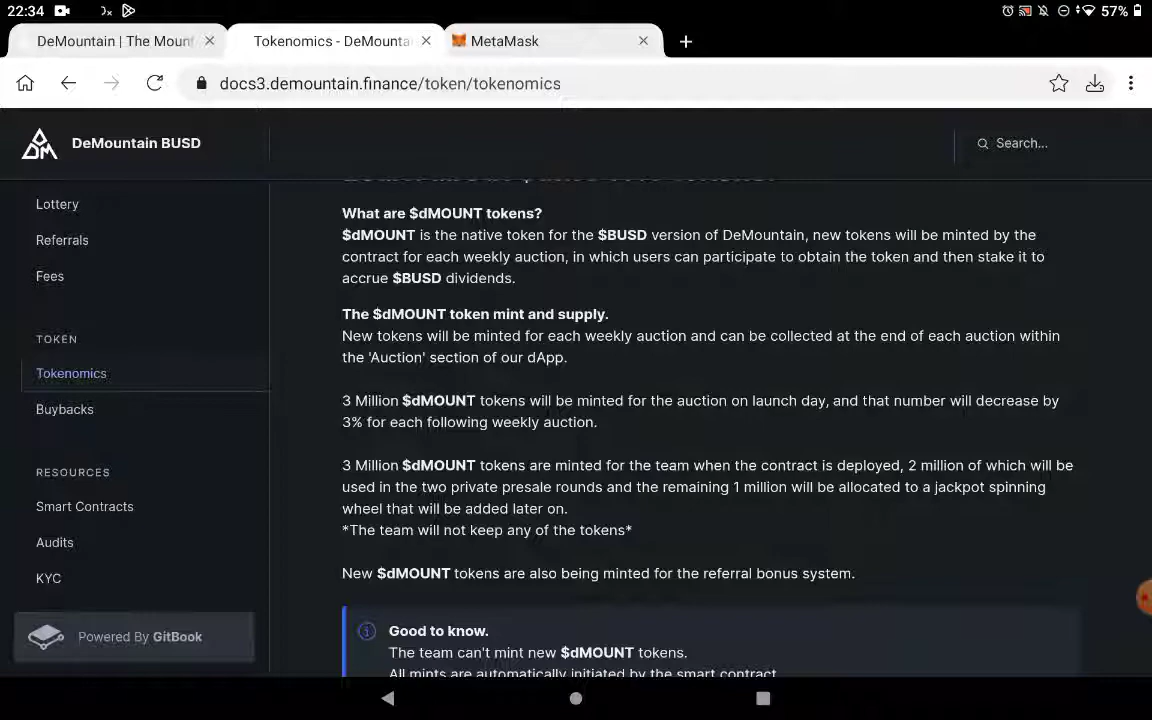 22:34
57%
DeMountain | The Mount
Tokenomics - DeMounta
MetaMask
docs3.demountain.finance/token/tokenomics
DeMountain BUSD
Search...
Lottery
Referrals
Fees
TOKEN
Tokenomics
Buybacks
RESOURCES
Smart Contracts
Audits
KYC
Powered By GitBook
What are $dMOUNT tokens?
$dMOUNT is the native token for the $BUSD version of DeMountain, new tokens will be minted by the
contract for each weekly auction, in which users can participate to obtain the token and then stake it to
accrue $BUSD dividends.
The $dMOUNT token mint and supply.
New tokens will be minted for each weekly auction and can be collected at the end of each auction within
the 'Auction' section of our dApp.
3 Million $dMOUNT tokens will be minted for the auction on launch day, and that number will decrease by
3% for each following weekly auction.
3 Million $dMOUNT tokens are minted for the team when the contract is deployed, 2 million of which will be
used in the two private presale rounds and the remaining 1 million will be allocated to a jackpot spinning
wheel that will be added later on.
*The team will not keep any of the tokens*
New $dMOUNT tokens are also being minted for the referral bonus system.
Good to know.
The team can't mint new $dMOUNT tokens.
All mints are automatically initiated by the smart contract